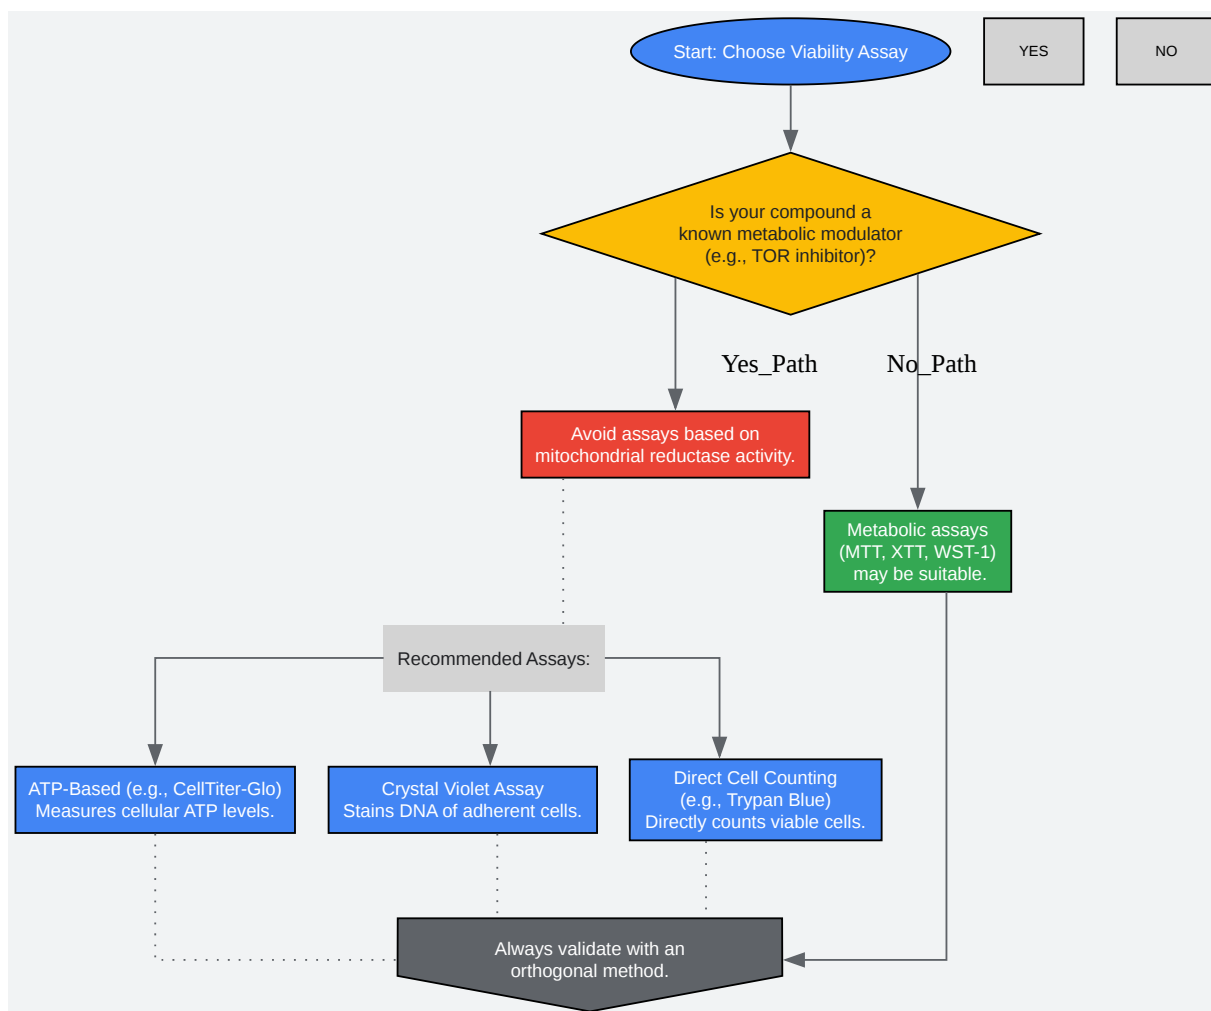 Start: Choose Viability Assay
YES
NO
Is your compound a
known metabolic modulator
(e.g., TOR inhibitor)?
Yes_Path
No_Path
Avoid assays based on
mitochondrial reductase activity.
Metabolic assays
(MTT, XTT, WST-1)
may be suitable.
Recommended Assays:
ATP-Based (e.g., CellTiter-Glo)
Measures cellular ATP levels.
Crystal Violet Assay
Stains DNA of adherent cells.
Direct Cell Counting
(e.g., Trypan Blue)
Directly counts viable cells.
Always validate with an
orthogonal method.